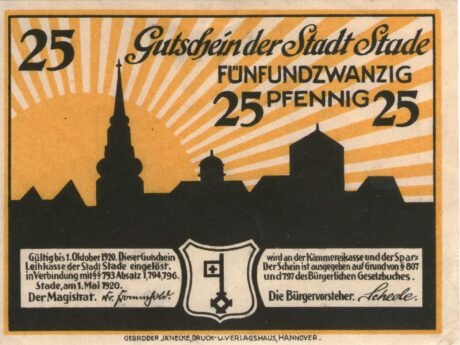 25 Gutschein der Stadt Stade
FÜNFUNDZWANZIG
25 PFENNIG 25
Gültig bis 1. Oktober 1920. Dieser Gutschein
Leihkasse der Stadt Stade eingelöst,
in Verbindung mit §§ 793 Absatz 1, 794, 796.
Stade, am 1. Mai 1920.
Der Magistrat.
wird an der Kämmereikasse und der Spar=
Der Schein ist ausgegeben auf Grund von § 807
und 797 des Bürgerlichen Gesetzbuches.
Die Bürgervorsteher.
GEBRÜDER JÄNECKE, DRUCK- U. VERLAGSHAUS, HANNOVER.